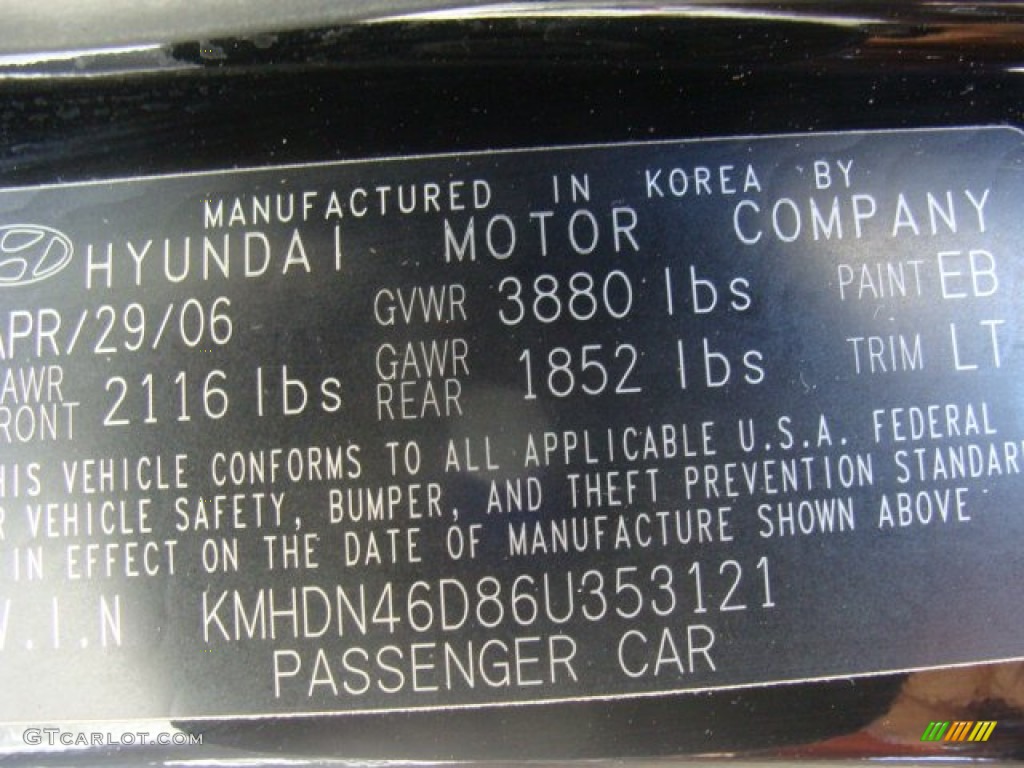 MANUFACTURED IN KOREA BY
HYUNDAI MOTOR COMPANY
APR/29/06 GVWR 3880 lbs PAINT EB
GAWR FRONT 2116 lbs GAWR REAR 1852 lbs TRIM LT
THIS VEHICLE CONFORMS TO ALL APPLICABLE U.S.A. FEDERAL
R VEHICLE SAFETY, BUMPER, AND THEFT PREVENTION STANDAR
IN EFFECT ON THE DATE OF MANUFACTURE SHOWN ABOVE
V.I.N KMHDN46D86U353121
PASSENGER CAR
GTCarlot.com